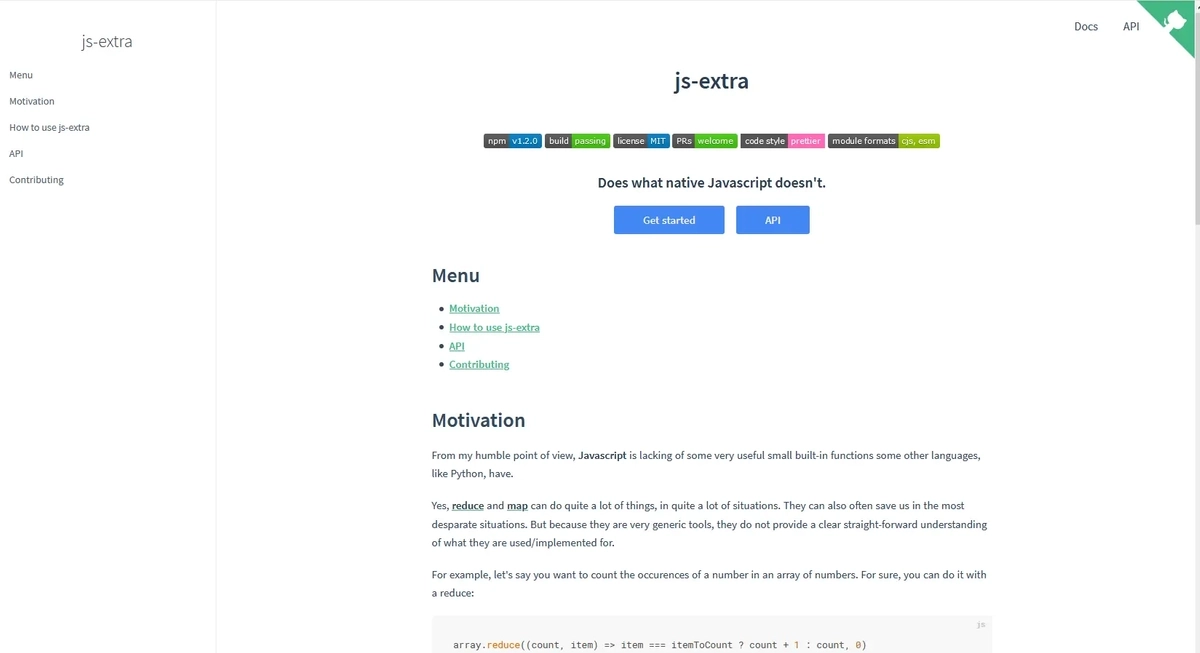 js-extra
Menu
Motivation
How to use js-extra
API
Contributing
Docs API
js-extra
npm v1.2.0 build passing license MIT PRs welcome code style prettier module formats cjs, esm
Does what native Javascript doesn't.
Get started API
Menu
Motivation
How to use js-extra
API
Contributing
Motivation
From my humble point of view, Javascript is lacking of some very useful small built-in functions some other languages,
like Python, have.
Yes, reduce and map can do quite a lot of things, in quite a lot of situations. They can also often save us in the most
desparate situations. But because they are very generic tools, they do not provide a clear straight-forward understanding
of what they are used/implemented for.
For example, let's say you want to count the occurences of a number in an array of numbers. For sure, you can do it with
a reduce:
js
array.reduce((count, item) => item === itemToCount ? count + 1 : count, 0)